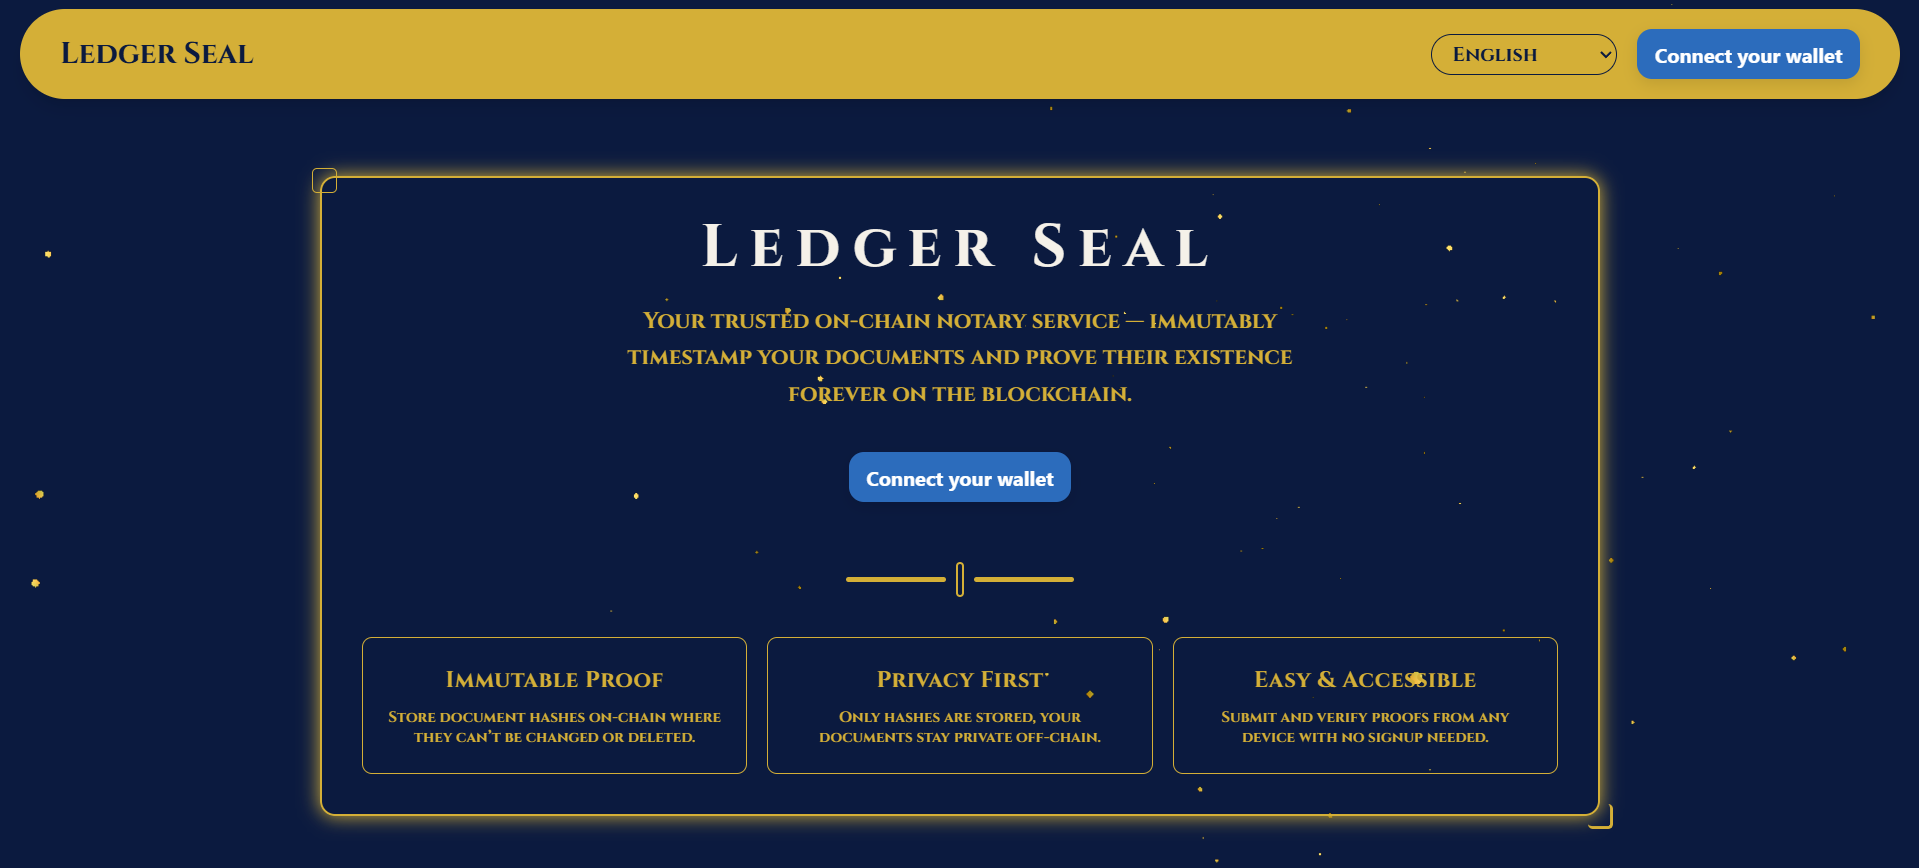 Ledger Seal
English
Connect your wallet
Ledger Seal
Your trusted on-chain notary service — immutably
timestamp your documents and prove their existence
forever on the blockchain.
Connect your wallet
Immutable Proof
Store document hashes on-chain where
they can’t be changed or deleted.
Privacy First
Only hashes are stored, your
documents stay private off-chain.
Easy & Accessible
Submit and verify proofs from any
device with no signup needed.